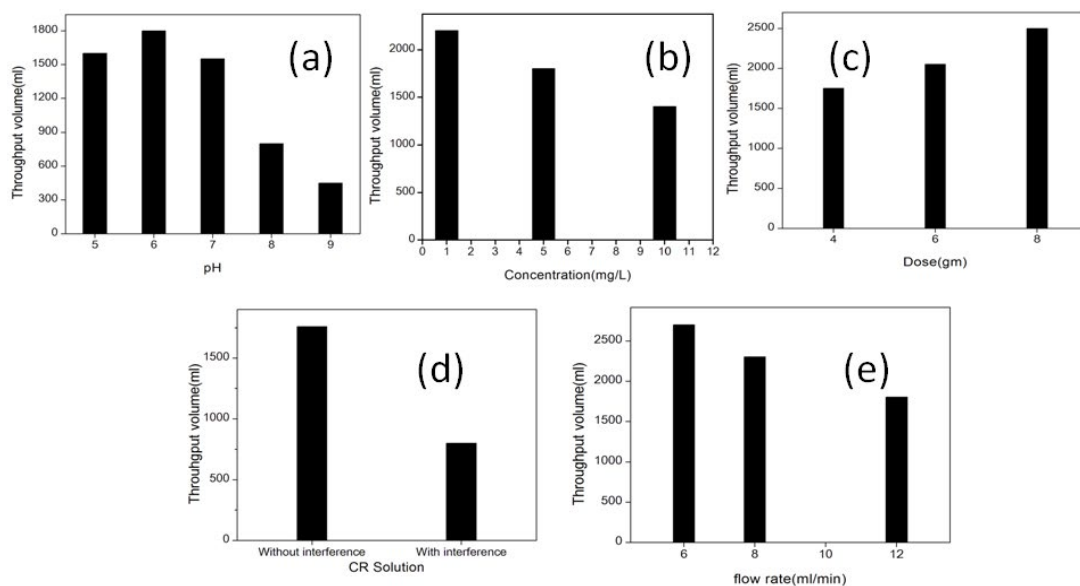 Throughput volume(ml)
1800
1500
1200
900
600
300
5 6 7 8 9
pH
(a)
Throughput volume(ml)
2000
1500
1000
500
0
0 1 2 3 4 5 6 7 8 9 10 11 12
Concentration(mg/L)
(b)
Throughput volume(ml)
2500
2000
1500
1000
500
0
4 6 8
Dose(gm)
(c)
Throuhgput volume(ml)
1500
1000
500
0
Without interference With interference
CR Solution
(d)
Throughput volume(ml)
2500
2000
1500
1000
500
0
6 8 10 12
flow rate(ml/min)
(e)